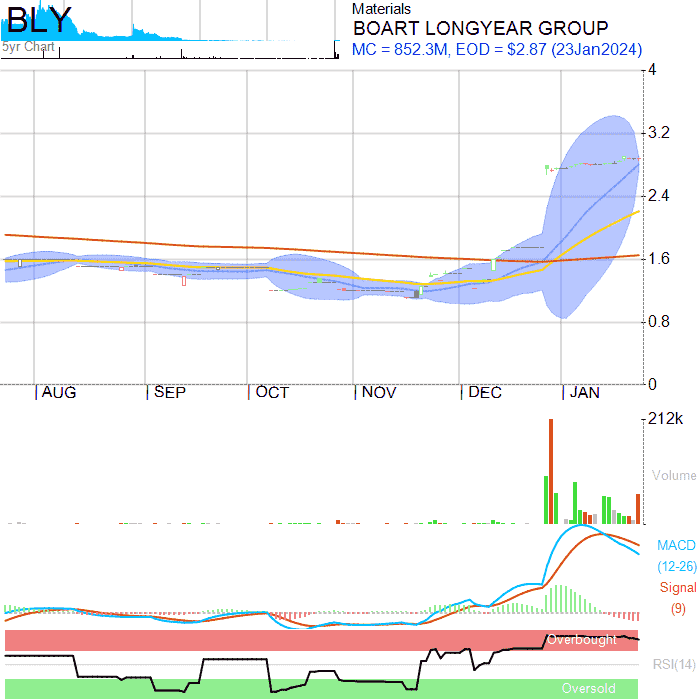 BLY
5yr Chart
Materials
BOART LONGYEAR GROUP
MC = 852.3M, EOD = $2.87 (23Jan2024)
4
3.2
2.4
1.6
0.8
0
AUG
SEP
OCT
NOV
DEC
JAN
212k
Volume
MACD
(12-26)
Signal
(9)
Overbought
RSI(14)
Oversold